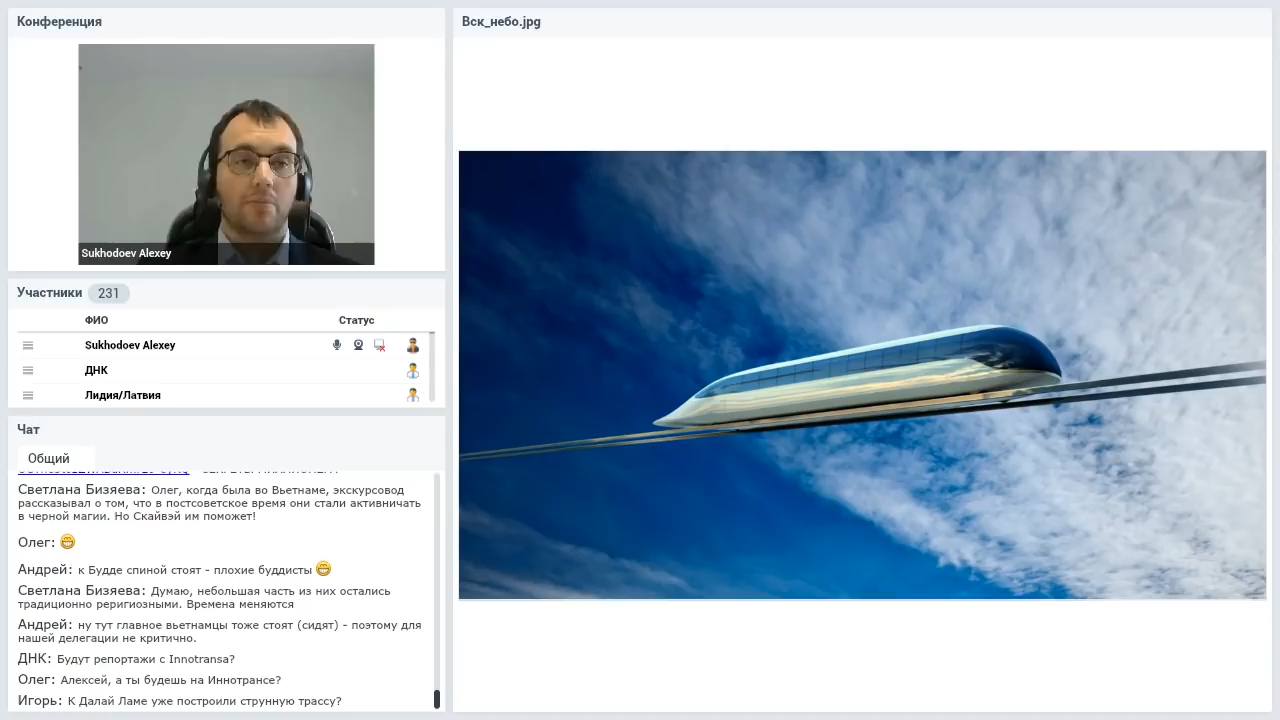 Конференция
Sukhodoev Alexey
Участники 231
ФИО Статус
Sukhodoev Alexey
ДНК
Лидия/Латвия
Чат
Общий
Светлана Бизяева: Олег, когда была во Вьетнаме, экскурсовод
рассказывал о том, что в постсоветское время они стали активничать
в черной магии. Но Скайвэй им поможет!
Олег:
Андрей: к Будде спиной стоят - плохие буддисты
Светлана Бизяева: Думаю, небольшая часть из них остались
традиционно реригиозными. Времена меняются
Андрей: ну тут главное вьетнамцы тоже стоят (сидят) - поэтому для
нашей делегации не критично.
ДНК: Будут репортажи с Innotransa?
Олег: Алексей, а ты будешь на Иннотрансе?
Игорь: К Далай Ламе уже построили струнную трассу?
Вск_небо.jpg